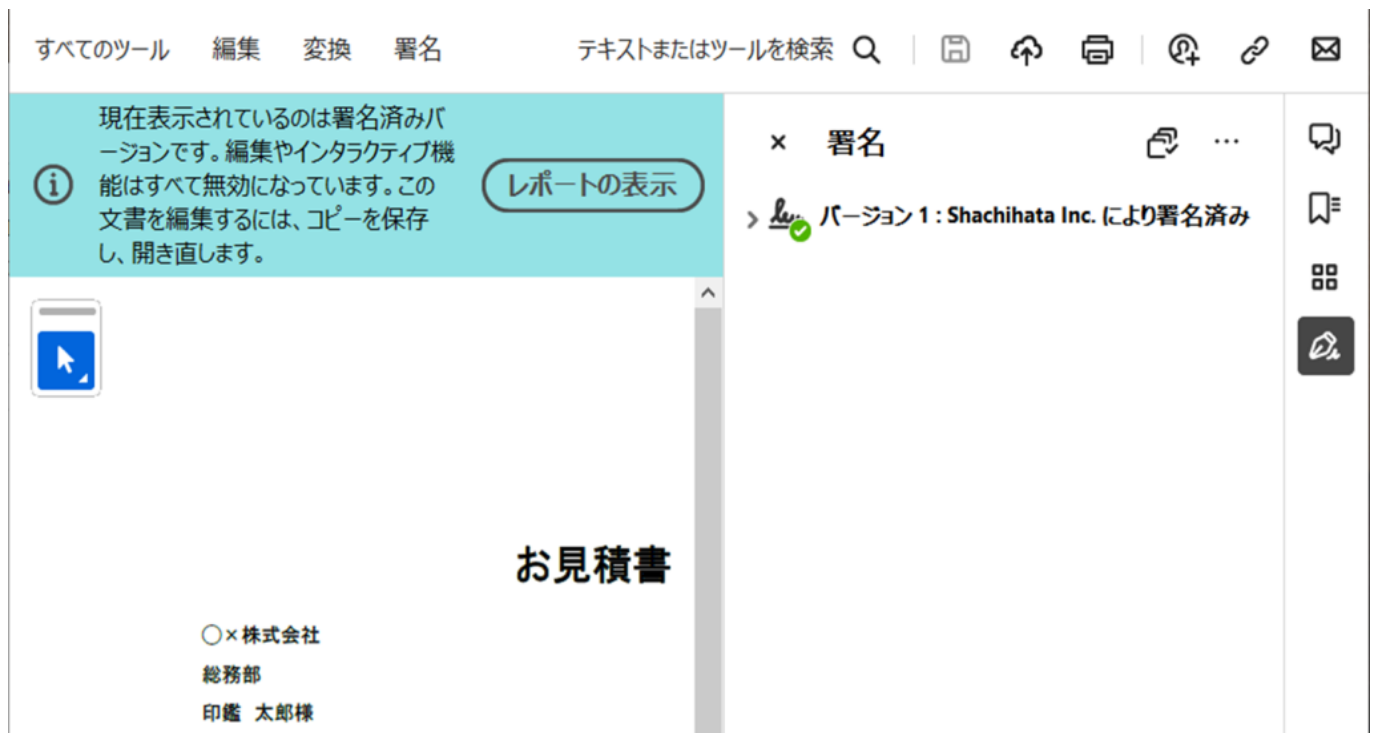 すべてのツール 編集 変換 署名 テキストまたはツールを検索
現在表示されているのは署名済みバ
ージョンです。編集やインタラクティブ機
能はすべて無効になっています。この
文書を編集するには、コピーを保存
し、開き直します。
レポートの表示
署名
バージョン 1 : Shachihata Inc. により署名済み
お見積書
○×株式会社
総務部
印鑑 太郎様